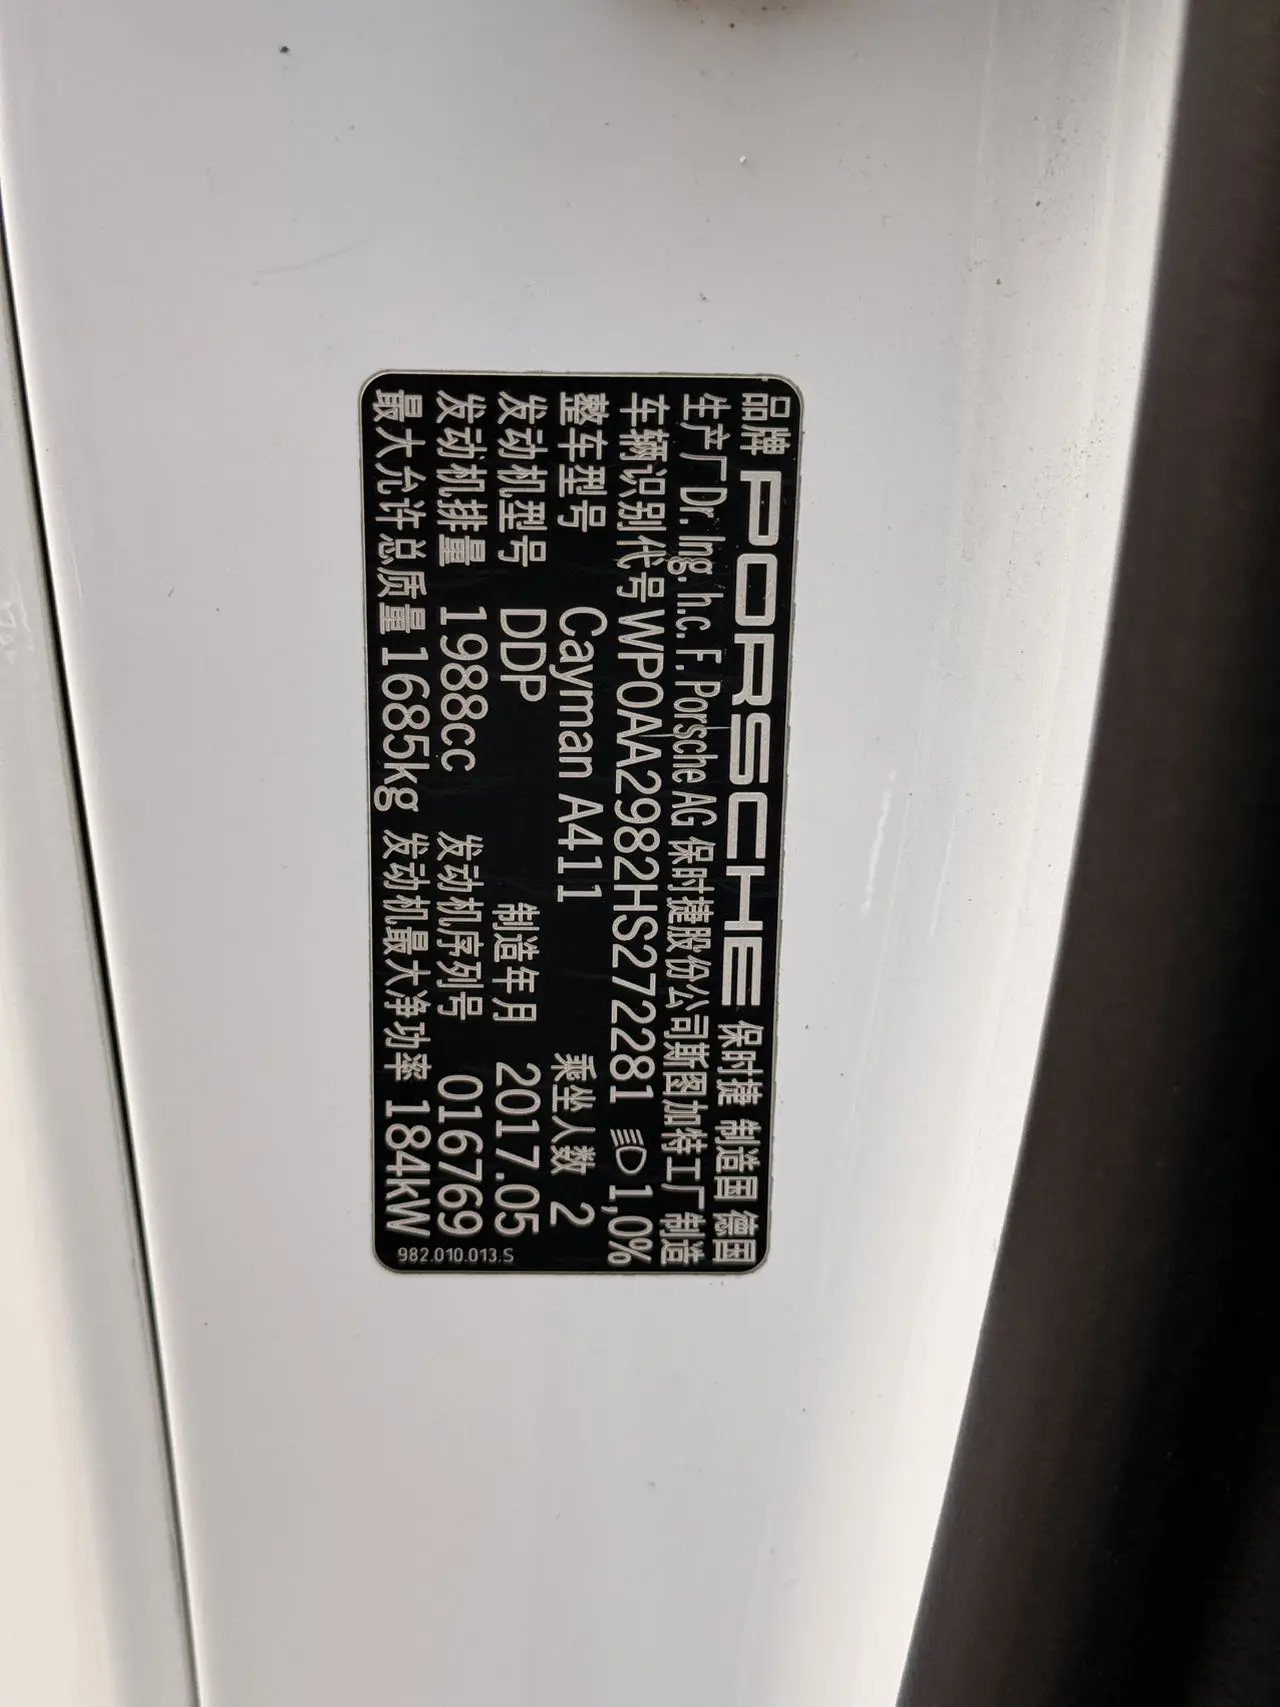 品牌 PORSCHE 保时捷 制造国 德国
生产厂Dr. Ing. h.c. F. Porsche AG 保时捷股份公司斯图加特工厂制造
车辆识别代号 WP0AA2982HS272281 1,0%
整车型号 Cayman A411 乘坐人数 2
发动机型号 DDP 制造年月 2017.05
发动机排量 1988cc 发动机序列号 016769
最大允许总质量 1685kg 发动机最大净功率 184kW
982.010.013.S